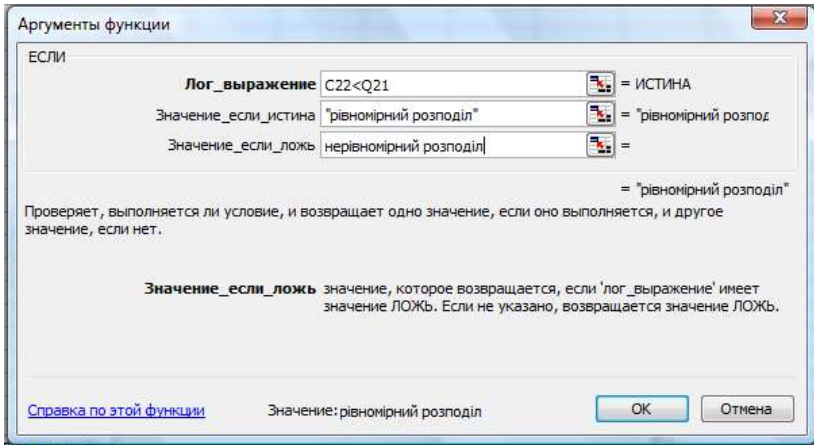 Аргументы функции
ЕСЛИ
Лог_выражение C22<Q21 = ИСТИНА
Значение_если_истина "рівномірний розподіл" = "рівномірний розпод
Значение_если_ложь нерівномірний розподіл =
= "рівномірний розподіл"
Проверяет, выполняется ли условие, и возвращает одно значение, если оно выполняется, и другое
значение, если нет.
Значение_если_ложь значение, которое возвращается, если 'лог_выражение' имеет
значение ЛОЖЬ. Если не указано, возвращается значение ЛОЖЬ.
Справка по этой функции Значение:рівномірний розподіл OK Отмена